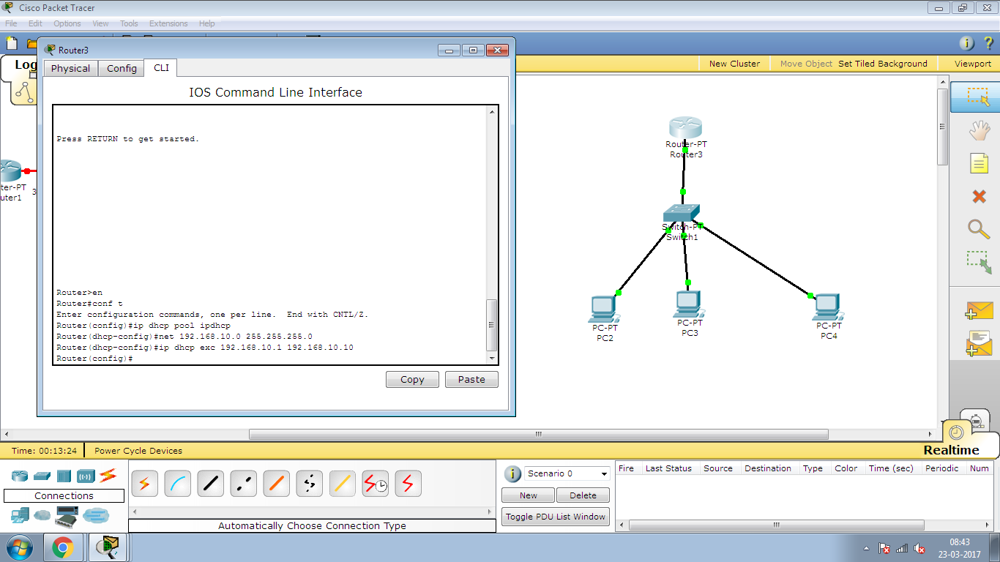 Cisco Packet Tracer
File Edit Options View Tools Extensions Help
Log
New Cluster Move Object Set Tiled Background Viewport
Router3
Physical Config CLI
IOS Command Line Interface
Press RETURN to get started.
Router>en
Router#conf t
Enter configuration commands, one per line. End with CNTL/Z.
Router(config)#ip dhcp pool ipdhcp
Router(dhcp-config)#net 192.168.10.0 255.255.255.0
Router(dhcp-config)#ip dhcp exc 192.168.10.1 192.168.10.10
Router(config)#
Copy Paste
ter-PT
uter1
3
Router-PT
Router3
Switch-PT
Switch1
PC-PT
PC2
PC-PT
PC3
PC-PT
PC4
Time: 00:13:24 Power Cycle Devices
Realtime
Connections
Automatically Choose Connection Type
Scenario 0
New Delete
Toggle PDU List Window
Fire Last Status Source Destination Type Color Time (sec) Periodic Num
08:43
23-03-2017